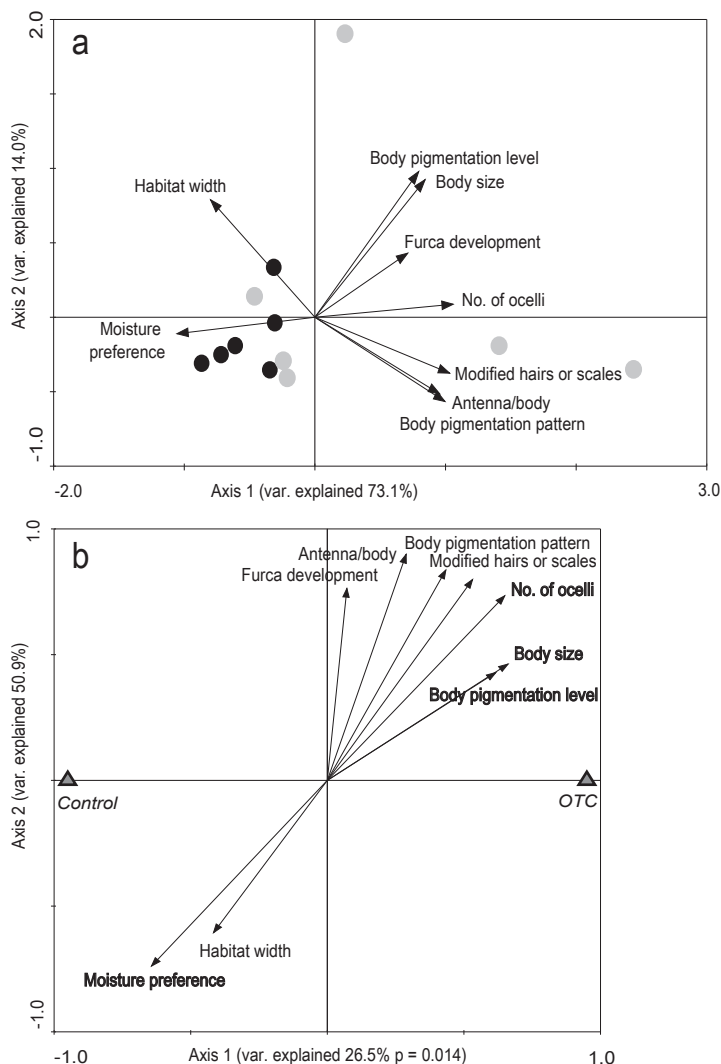 a
2.0
Body pigmentation level
Body size
Habitat width
Furca development
No. of ocelli
Moisture
preference
Modified hairs or scales
Antenna/body
Body pigmentation pattern
Axis 2 (var. explained 14.0%)
-1.0
-2.0
Axis 1 (var. explained 73.1%)
3.0
b
1.0
Body pigmentation pattern
Antenna/body
Modified hairs or scales
Furca development
No. of ocelli
Body size
Body pigmentation level
Control
OTC
Axis 2 (var. explained 50.9%)
Habitat width
Moisture preference
-1.0
-1.0
Axis 1 (var. explained 26.5% p = 0.014)
1.0